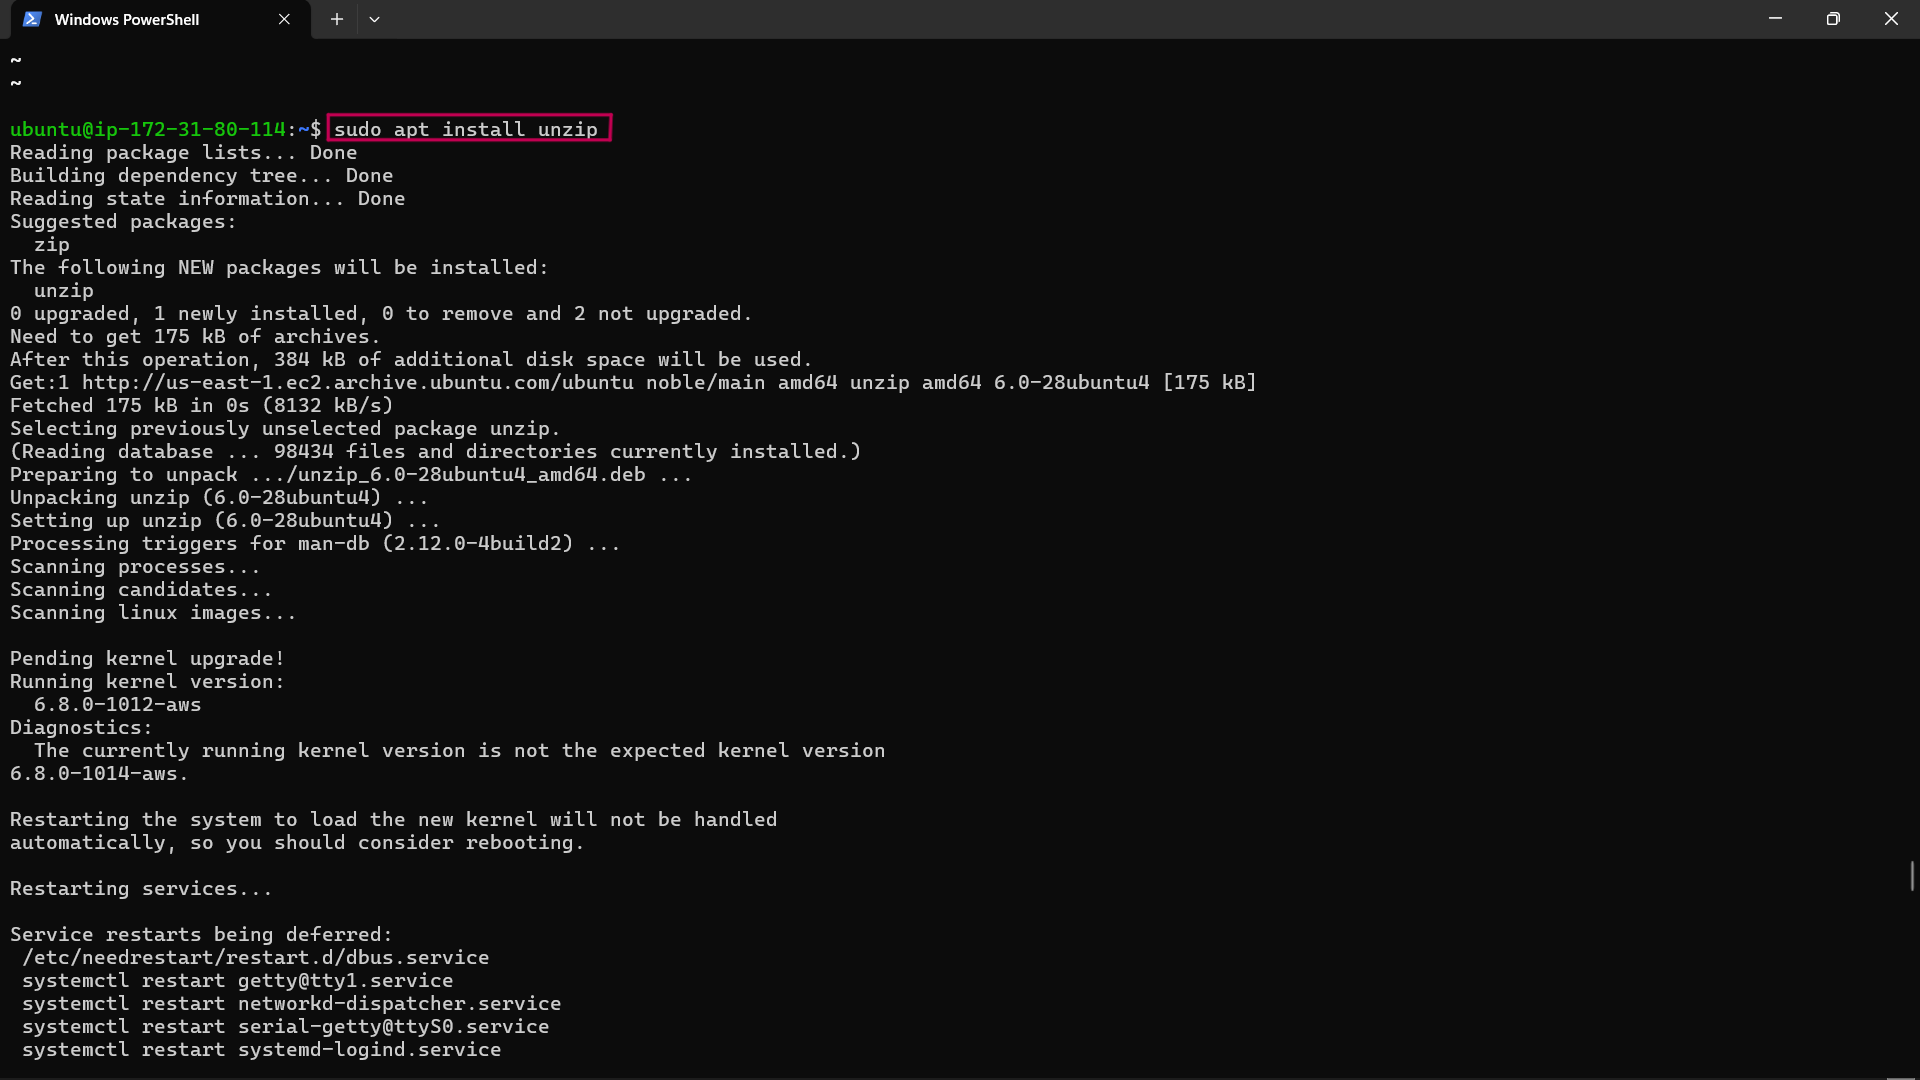 Windows PowerShell
~
~
ubuntu@ip-172-31-80-114:~$ sudo apt install unzip
Reading package lists... Done
Building dependency tree... Done
Reading state information... Done
Suggested packages:
  zip
The following NEW packages will be installed:
  unzip
0 upgraded, 1 newly installed, 0 to remove and 2 not upgraded.
Need to get 175 kB of archives.
After this operation, 384 kB of additional disk space will be used.
Get:1 http://us-east-1.ec2.archive.ubuntu.com/ubuntu noble/main amd64 unzip amd64 6.0-28ubuntu4 [175 kB]
Fetched 175 kB in 0s (8132 kB/s)
Selecting previously unselected package unzip.
(Reading database ... 98434 files and directories currently installed.)
Preparing to unpack .../unzip_6.0-28ubuntu4_amd64.deb ...
Unpacking unzip (6.0-28ubuntu4) ...
Setting up unzip (6.0-28ubuntu4) ...
Processing triggers for man-db (2.12.0-4build2) ...
Scanning processes...
Scanning candidates...
Scanning linux images...
Pending kernel upgrade!
Running kernel version:
  6.8.0-1012-aws
Diagnostics:
  The currently running kernel version is not the expected kernel version
6.8.0-1014-aws.
Restarting the system to load the new kernel will not be handled
automatically, so you should consider rebooting.
Restarting services...
Service restarts being deferred:
 /etc/needrestart/restart.d/dbus.service
 systemctl restart getty@tty1.service
 systemctl restart networkd-dispatcher.service
 systemctl restart serial-getty@ttyS0.service
 systemctl restart systemd-logind.service